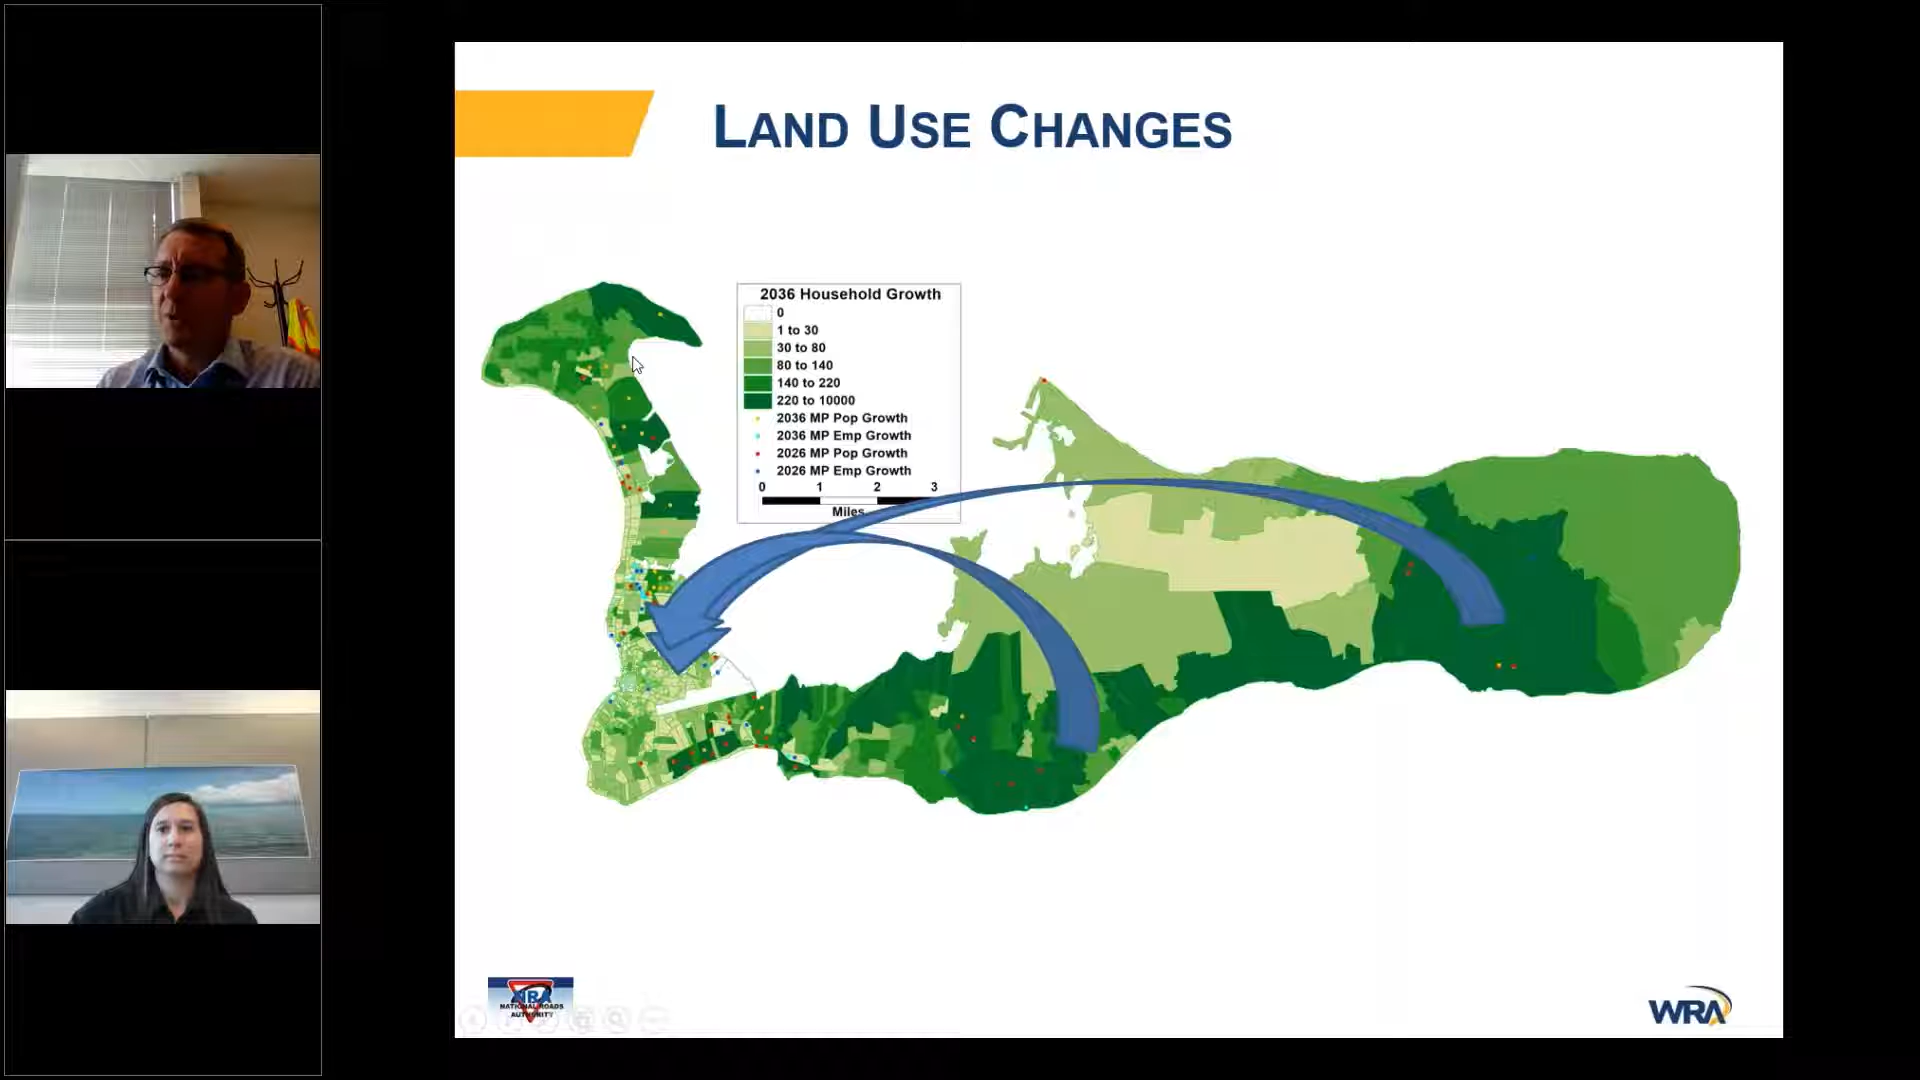 LAND USE CHANGES
2036 Household Growth
0
1 to 30
30 to 80
80 to 140
140 to 220
220 to 10000
2036 MP Pop Growth
2036 MP Emp Growth
2026 MP Pop Growth
2026 MP Emp Growth
0 1 2 3
Miles
NRA
NATIONAL ROADS
AUTHORITY
WRA